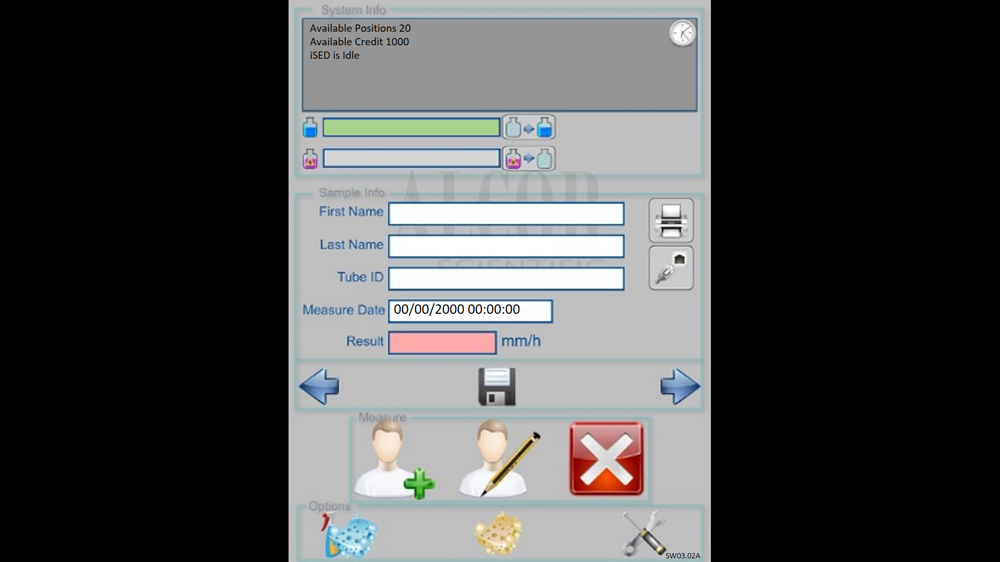 System Info
Available Positions 20
Available Credit 1000
iSED is Idle
ALCOR
SCIENTIFIC
Sample Info
First Name
Last Name
Tube ID
Measure Date 00/00/2000 00:00:00
Result mm/h
Measure
Options
SW03.02A